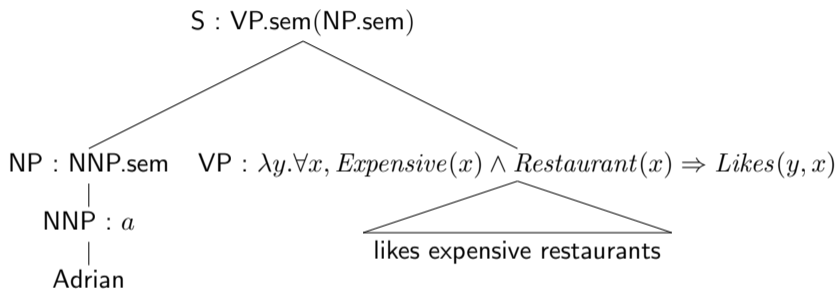 S : VP.sem(NP.sem)
NP : NNP.sem VP : λy.∀x, Expensive(x) ∧ Restaurant(x) ⇒ Likes(y, x)
NNP : a
likes expensive restaurants
Adrian